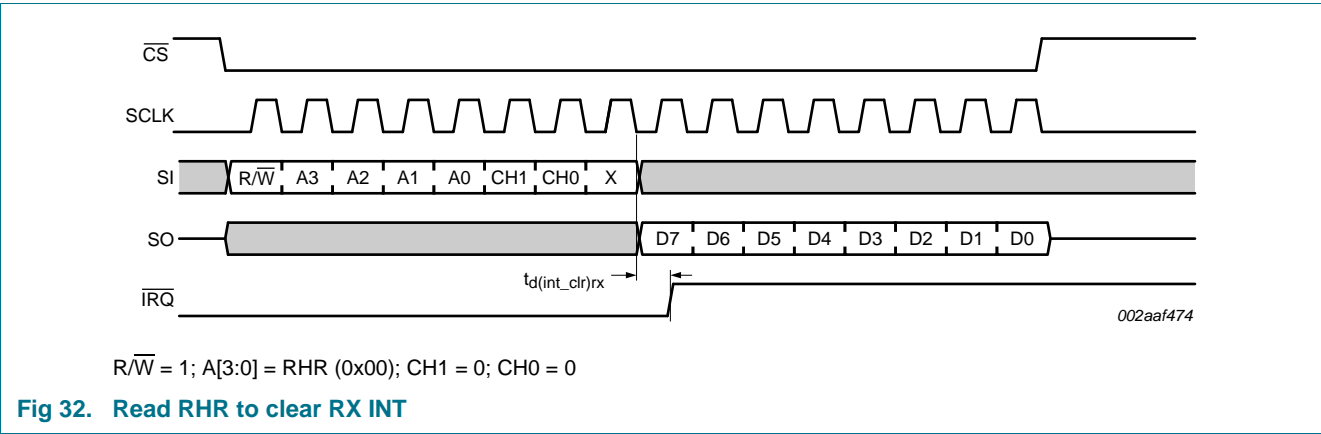 CS
SCLK
SI R/W A3 A2 A1 A0 CH1 CH0 X
SO D7 D6 D5 D4 D3 D2 D1 D0
td(int_clr)rx
IRQ
002aaf474
R/W = 1; A[3:0] = RHR (0x00); CH1 = 0; CH0 = 0
Fig 32. Read RHR to clear RX INT